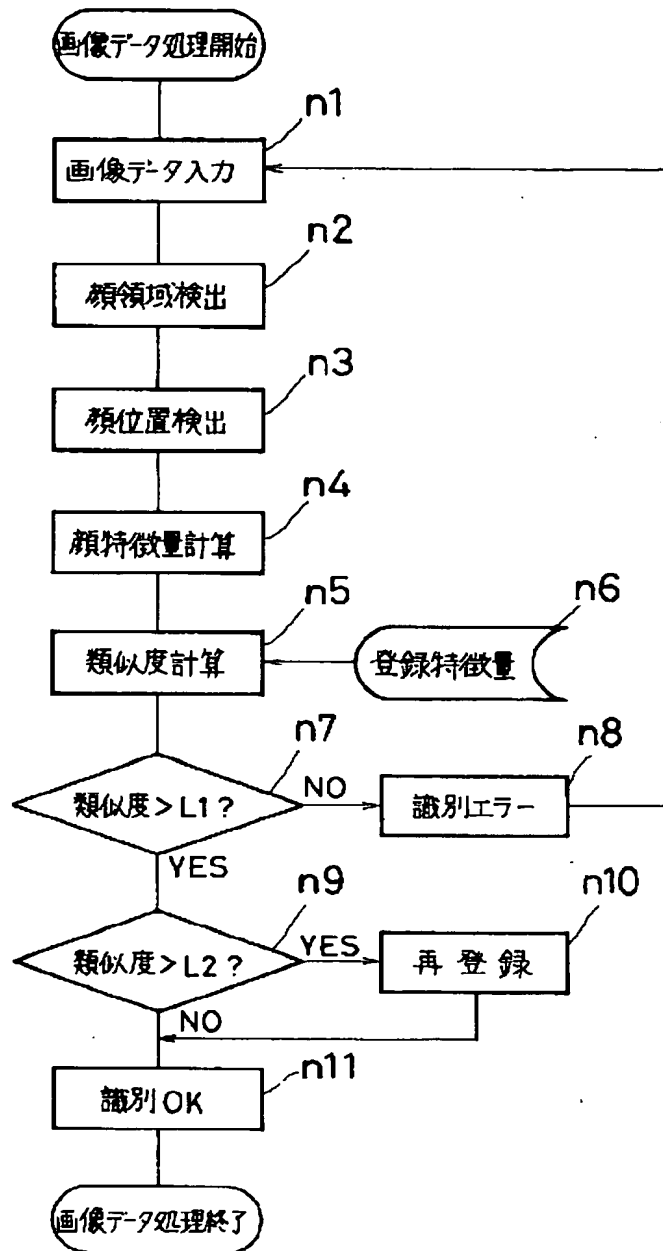 画像データ処理開始
n1
画像データ入力
n2
顔領域検出
n3
顔位置検出
n4
顔特徴量計算
n5
類似度計算
n6
登録特徴量
n7
類似度>L1?
NO
n8
識別エラー
YES
n9
類似度>L2?
YES
n10
再登録
NO
n11
識別OK
画像データ処理終了